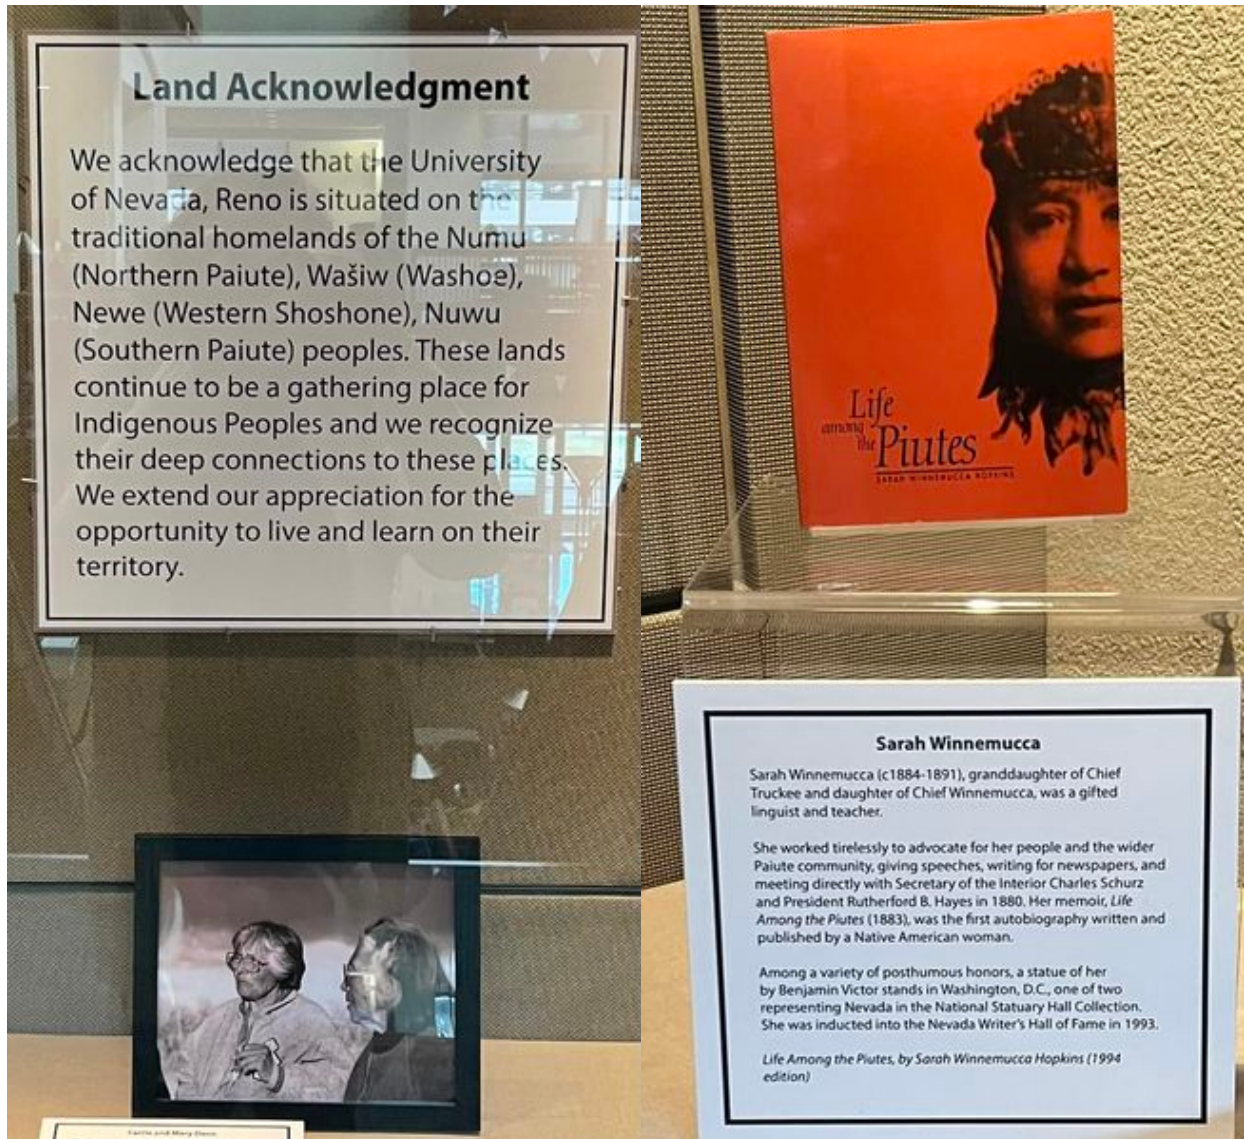 Land Acknowledgment
We acknowledge that the University
of Nevada, Reno is situated on the
traditional homelands of the Numu
(Northern Paiute), Wašiw (Washoe),
Newe (Western Shoshone), Nuwu
(Southern Paiute) peoples. These lands
continue to be a gathering place for
Indigenous Peoples and we recognize
their deep connections to these places.
We extend our appreciation for the
opportunity to live and learn on their
territory.
Carrie and Mary Dann
Life
among
the Piutes
SARAH WINNEMUCCA HOPKINS
Sarah Winnemucca
Sarah Winnemucca (c1884-1891), granddaughter of Chief
Truckee and daughter of Chief Winnemucca, was a gifted
linguist and teacher.
She worked tirelessly to advocate for her people and the wider
Paiute community, giving speeches, writing for newspapers, and
meeting directly with Secretary of the Interior Charles Schurz
and President Rutherford B. Hayes in 1880. Her memoir, Life
Among the Piutes (1883), was the first autobiography written and
published by a Native American woman.
Among a variety of posthumous honors, a statue of her
by Benjamin Victor stands in Washington, D.C., one of two
representing Nevada in the National Statuary Hall Collection.
She was inducted into the Nevada Writer's Hall of Fame in 1993.
Life Among the Piutes, by Sarah Winnemucca Hopkins (1994
edition)